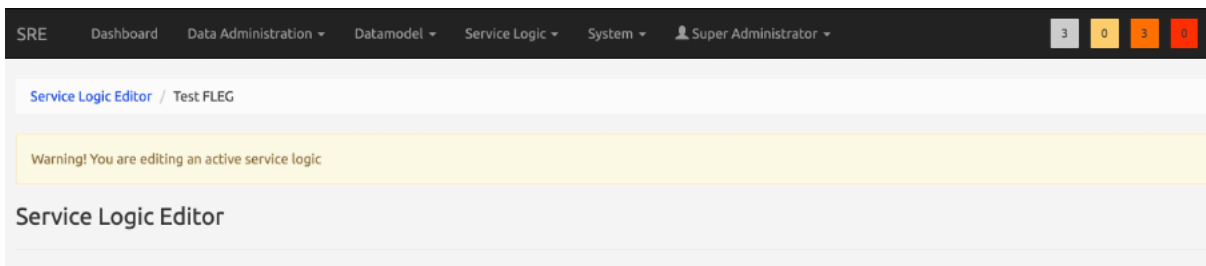 SRE Dashboard Data Administration Datamodel Service Logic System Super Administrator 3 0 3 0
Service Logic Editor / Test FLEG
Warning! You are editing an active service logic
Service Logic Editor